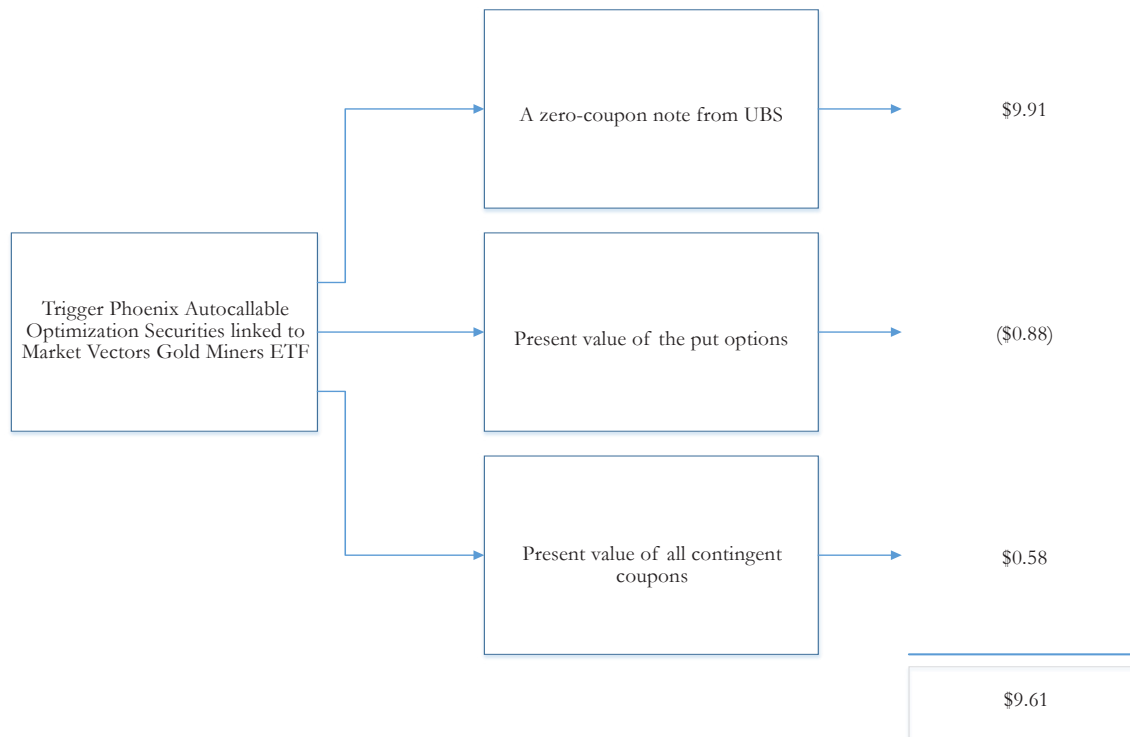 A zero-coupon note from UBS
$9.91
Trigger Phoenix Autocallable
Optimization Securities linked to
Market Vectors Gold Miners ETF
Present value of the put options
($0.88)
Present value of all contingent
coupons
$0.58
$9.61